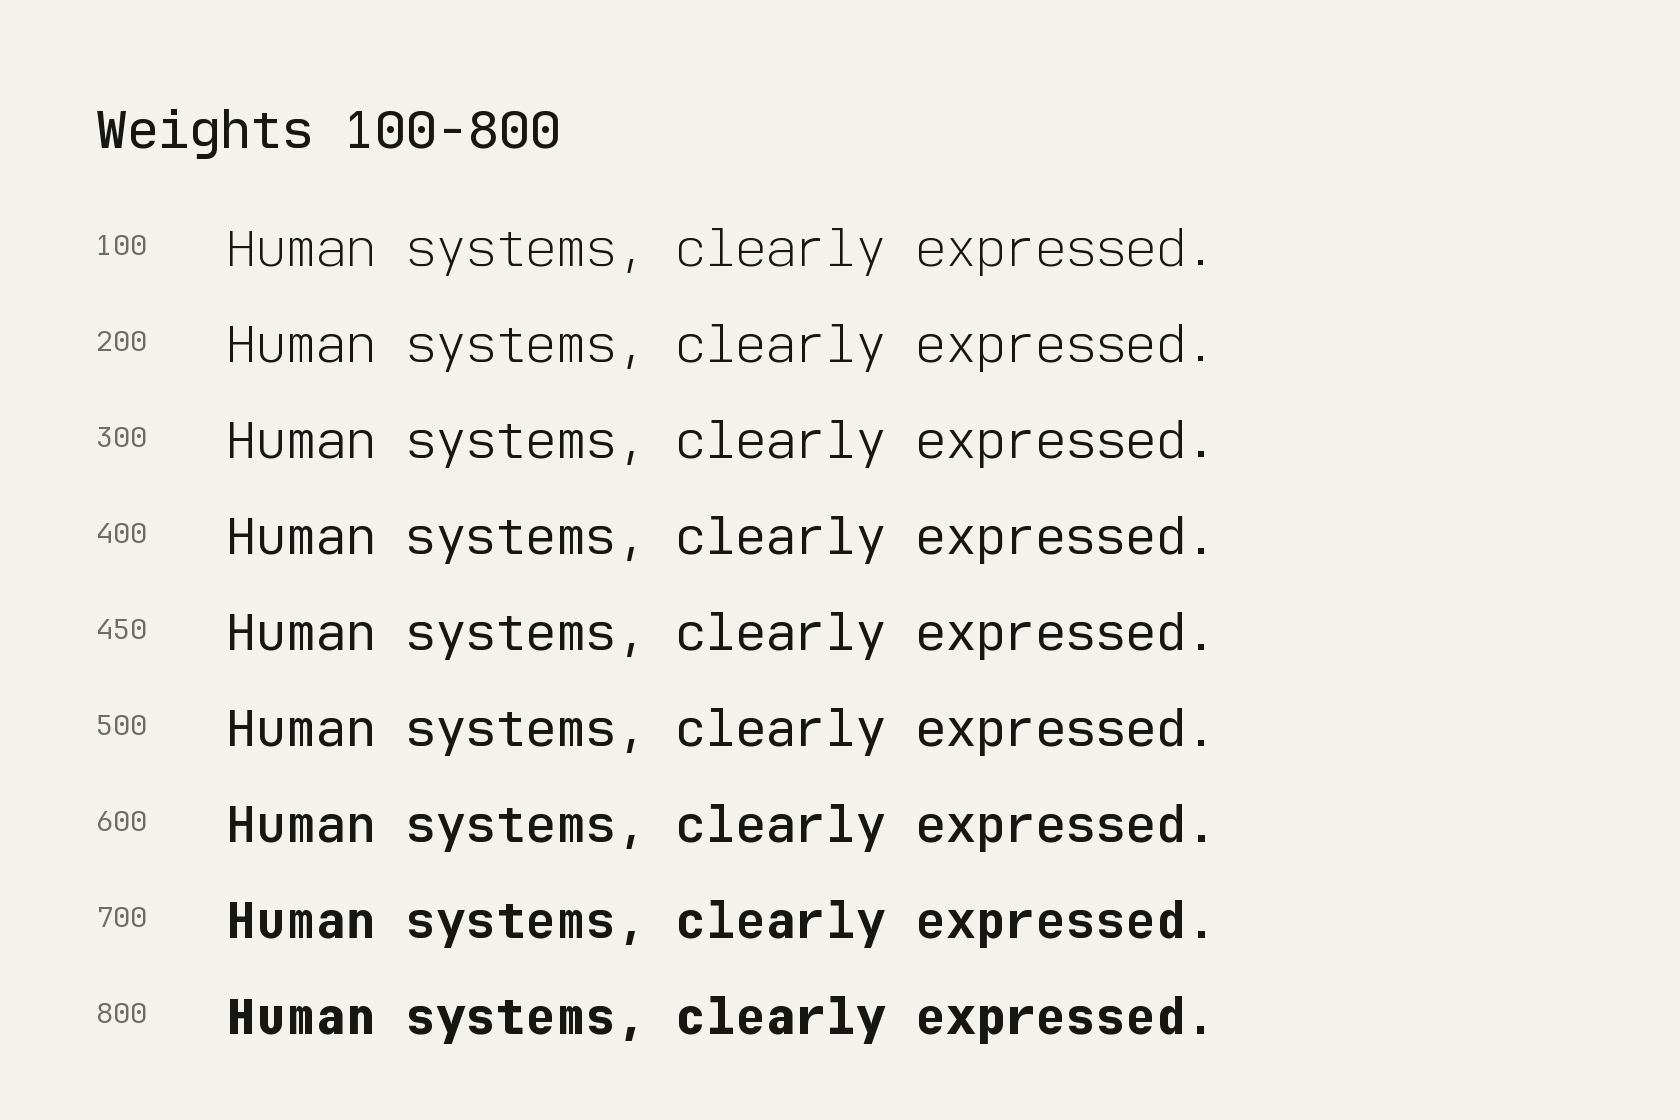 Weights 100-800
100 Human systems, clearly expressed.
200 Human systems, clearly expressed.
300 Human systems, clearly expressed.
400 Human systems, clearly expressed.
450 Human systems, clearly expressed.
500 Human systems, clearly expressed.
600 Human systems, clearly expressed.
700 Human systems, clearly expressed.
800 Human systems, clearly expressed.